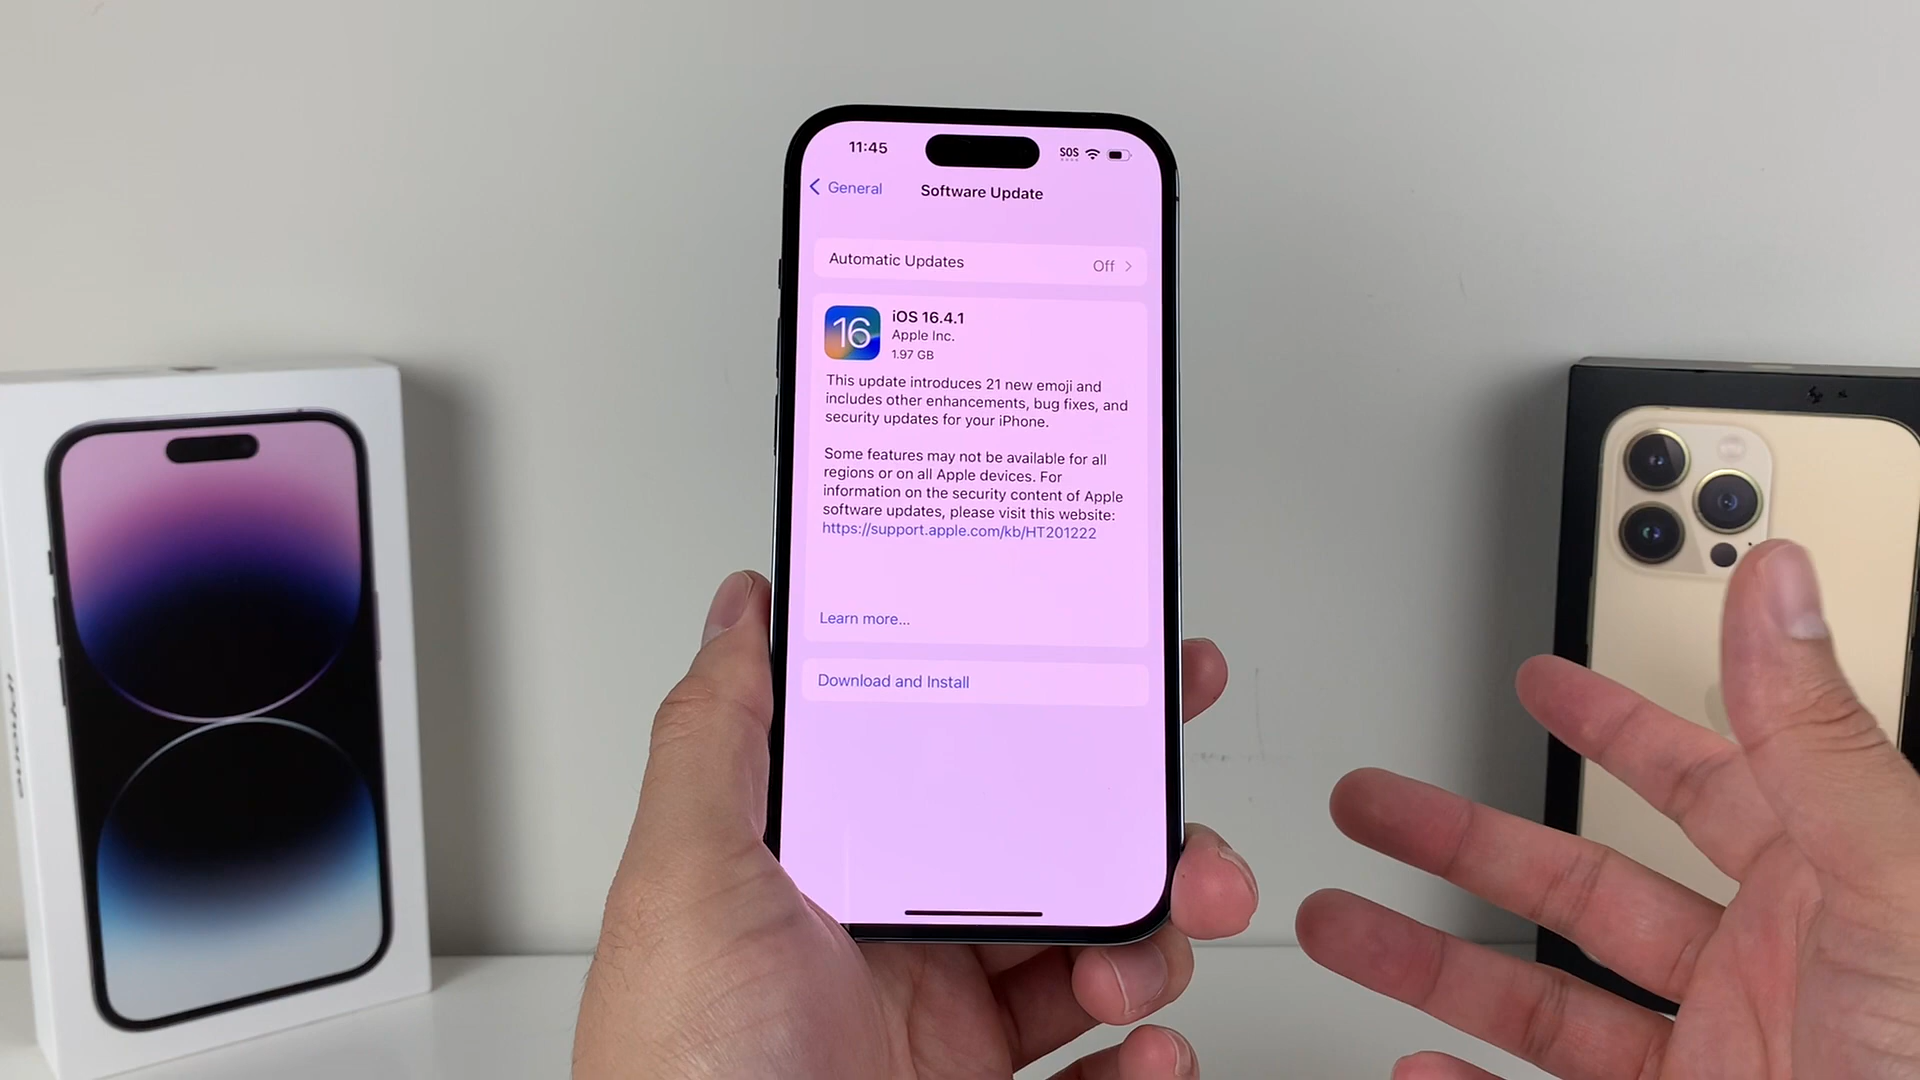 11:45
SOS
General
Software Update
Automatic Updates
Off
16
iOS 16.4.1
Apple Inc.
1.97 GB
This update introduces 21 new emoji and
includes other enhancements, bug fixes, and
security updates for your iPhone.
Some features may not be available for all
regions or on all Apple devices. For
information on the security content of Apple
software updates, please visit this website:
https://support.apple.com/kb/HT201222
Learn more...
Download and Install
iPhone